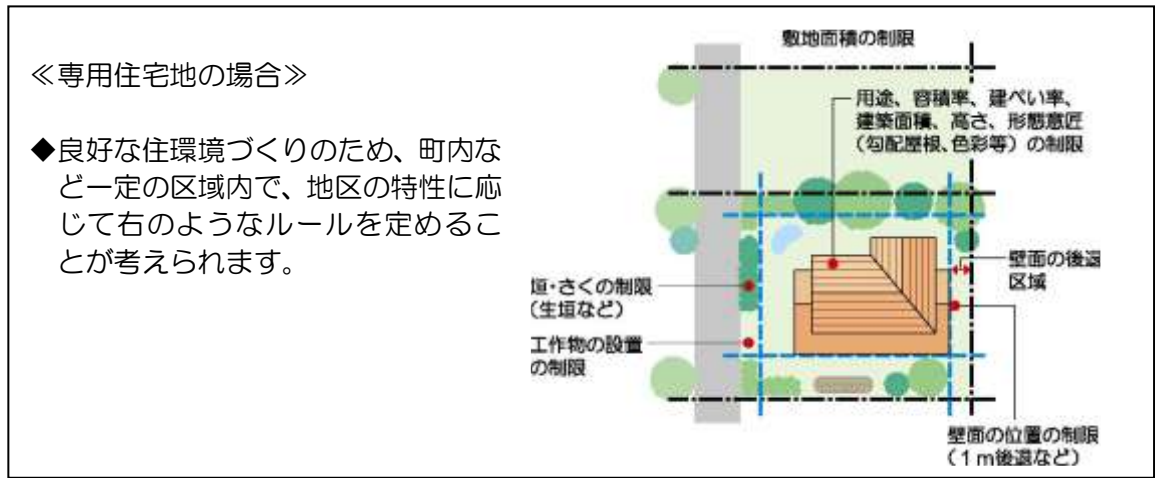 ≪専用住宅地の場合≫
◆良好な住環境づくりのため、町内な
ど一定の区域内で、地区の特性に応
じて右のようなルールを定めるこ
とが考えられます。
敷地面積の制限
用途、容積率、建ぺい率、
建築面積、高さ、形態意匠
（勾配屋根、色彩等）の制限
壁面の後退
区域
垣・さくの制限
（生垣など）
工作物の設置
の制限
壁面の位置の制限
（1m後退など）